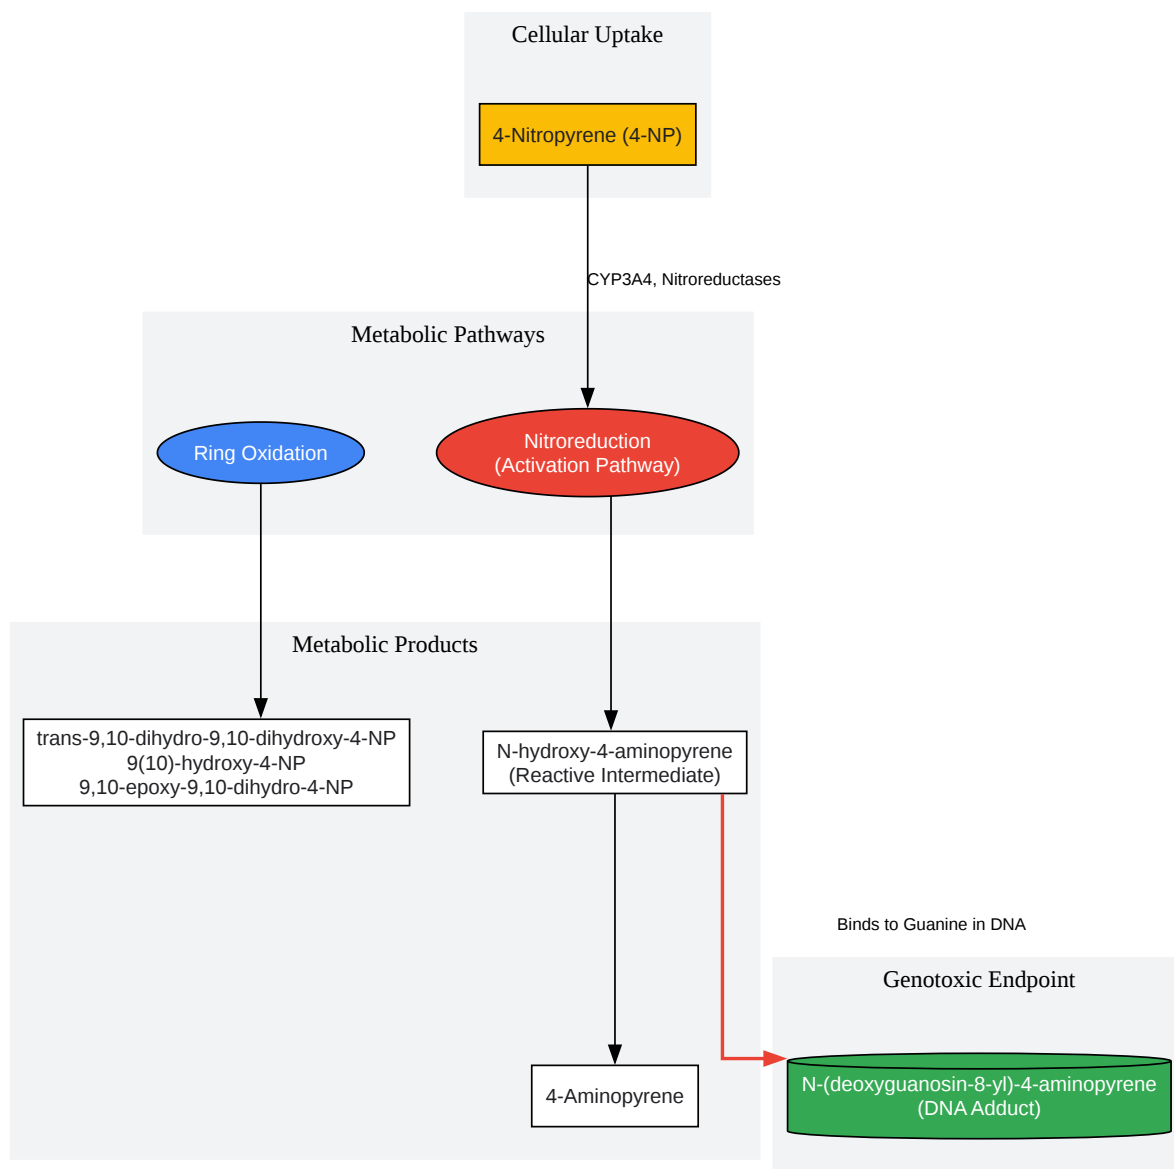 Cellular Uptake
4-Nitropyrene (4-NP)
CYP3A4, Nitroreductases
Metabolic Pathways
Ring Oxidation
Nitroreduction
(Activation Pathway)
Metabolic Products
trans-9,10-dihydro-9,10-dihydroxy-4-NP
9(10)-hydroxy-4-NP
9,10-epoxy-9,10-dihydro-4-NP
N-hydroxy-4-aminopyrene
(Reactive Intermediate)
Binds to Guanine in DNA
Genotoxic Endpoint
4-Aminopyrene
N-(deoxyguanosin-8-yl)-4-aminopyrene
(DNA Adduct)